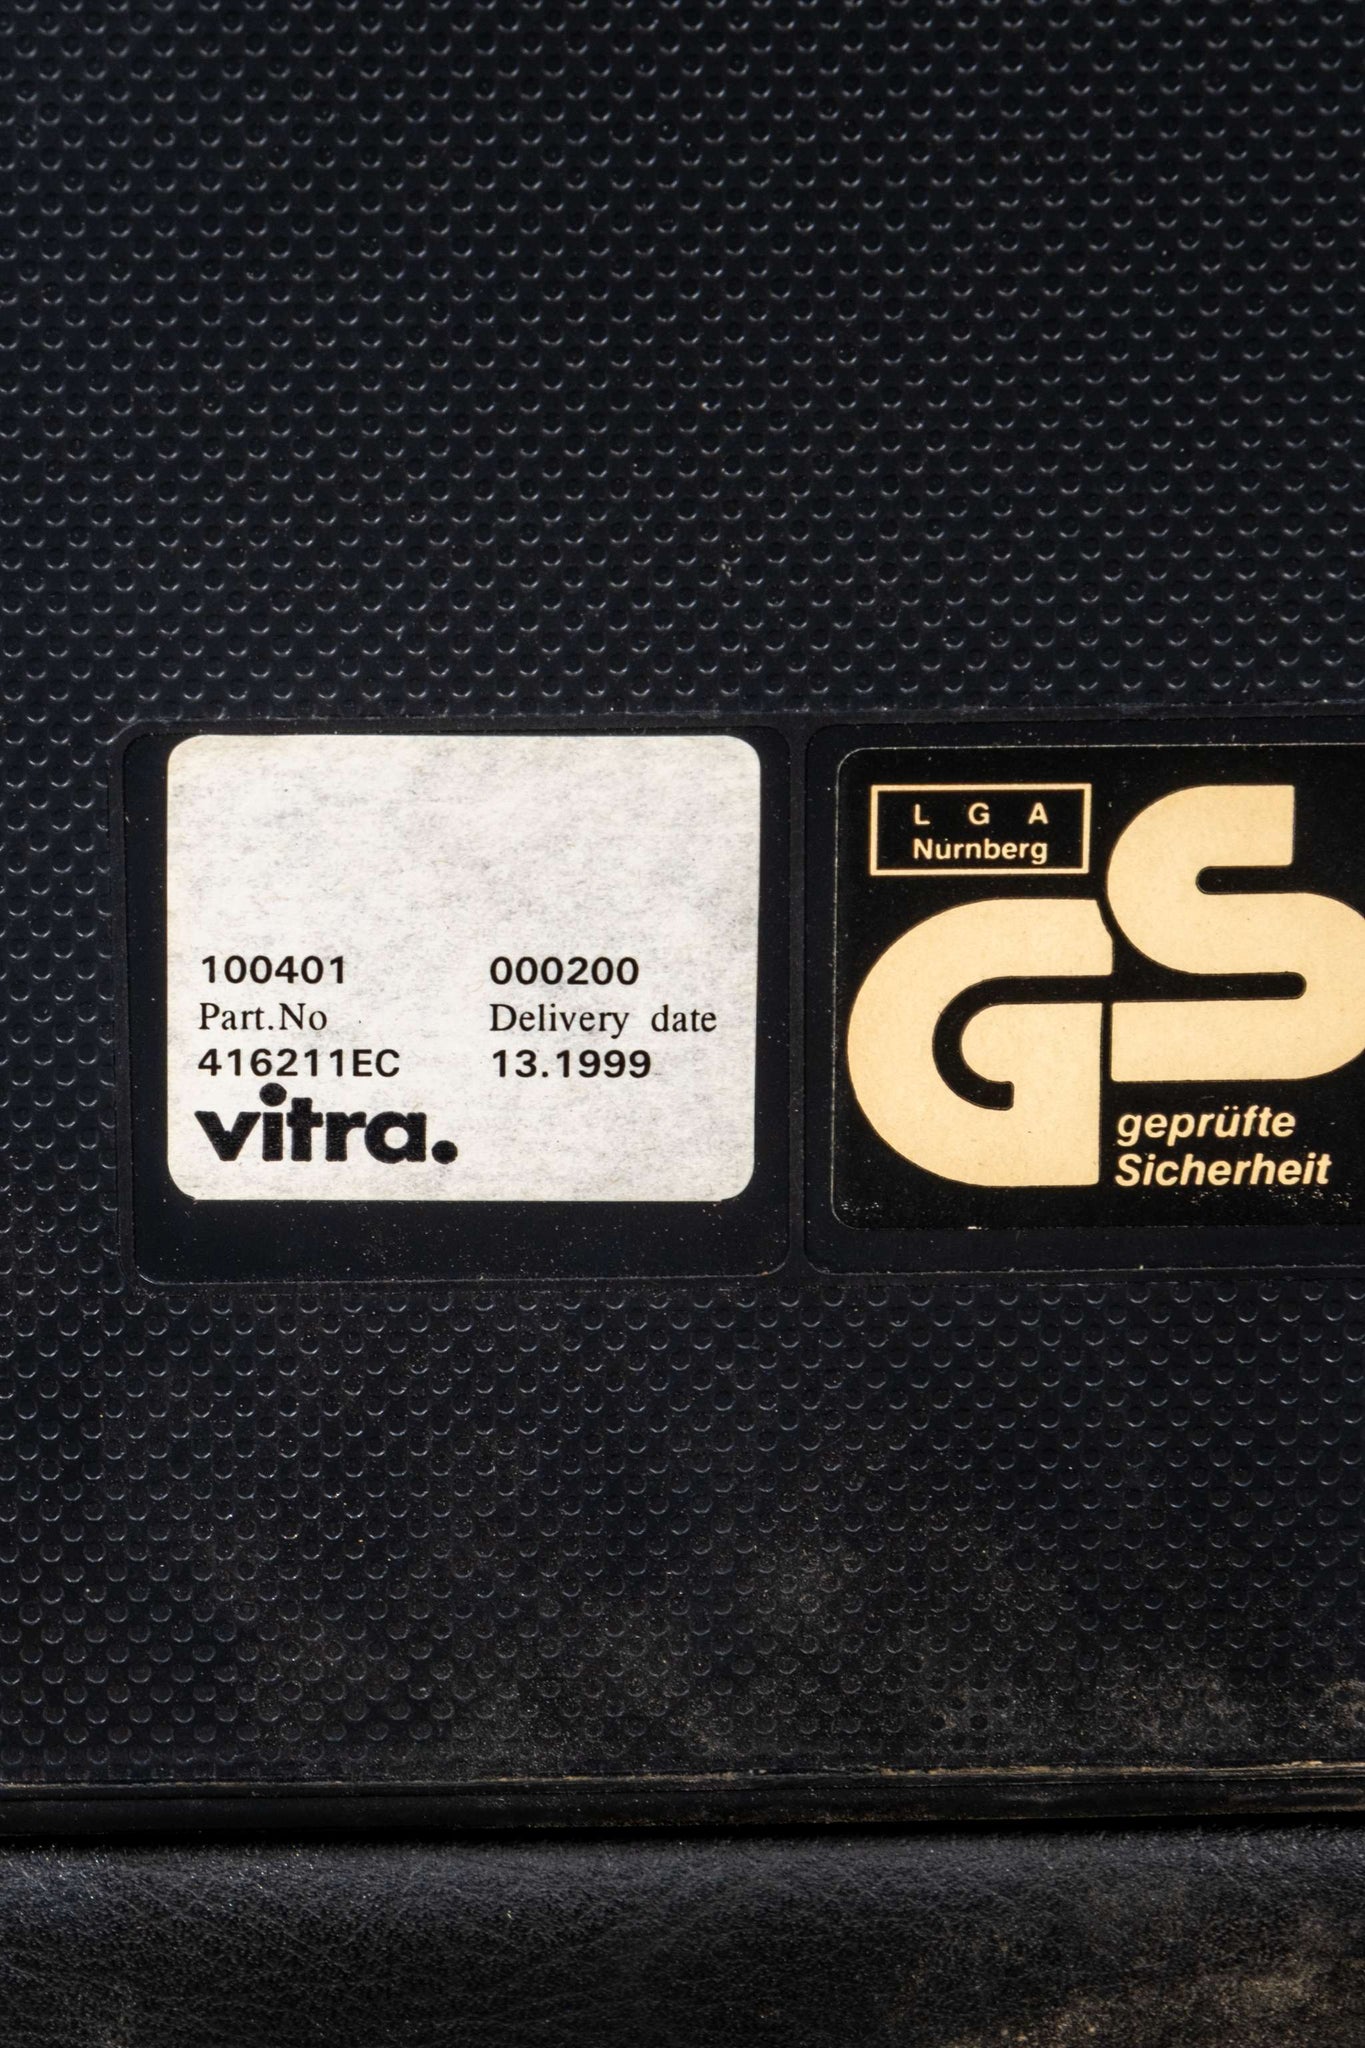 100401 000200
Part.No Delivery date
416211EC 13.1999
vitra.
L G A
Nürnberg
GS
geprüfte
Sicherheit